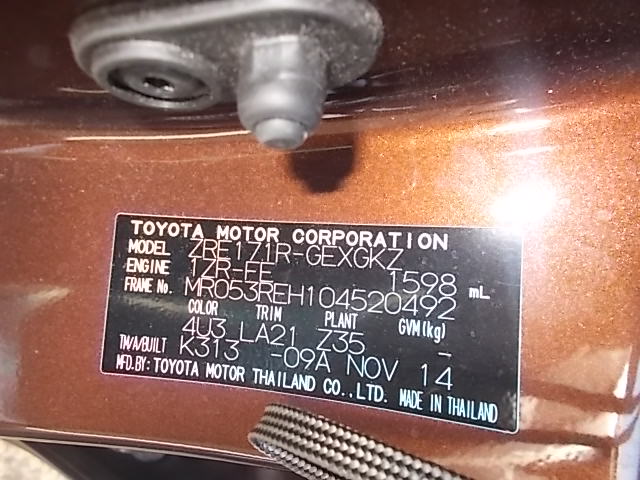 TOYOTA MOTOR CORPORATION
MODEL ZRE171R-GEXGKZ
ENGINE 1ZR-FE 1598 mL
FRAME No. MR053REH104520492
COLOR TRIM PLANT GVM(kg)
4U3 LA21 Z35 -
TM/A/BUILT K313 -09A NOV 14
MFD.BY: TOYOTA MOTOR THAILAND CO.,LTD. MADE IN THAILAND